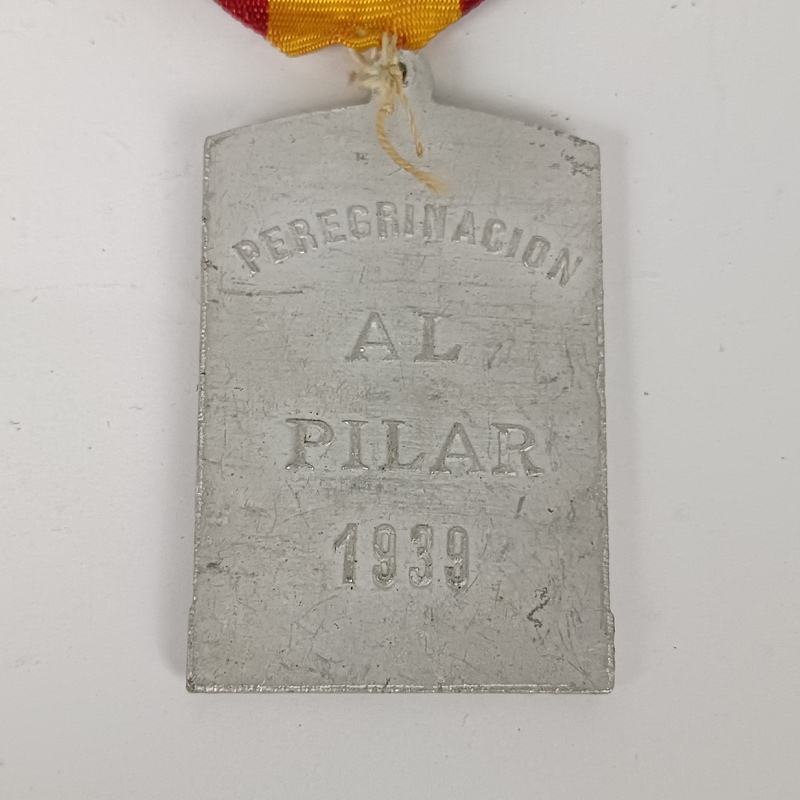 PEREGRINACION
AL
PILAR
1939